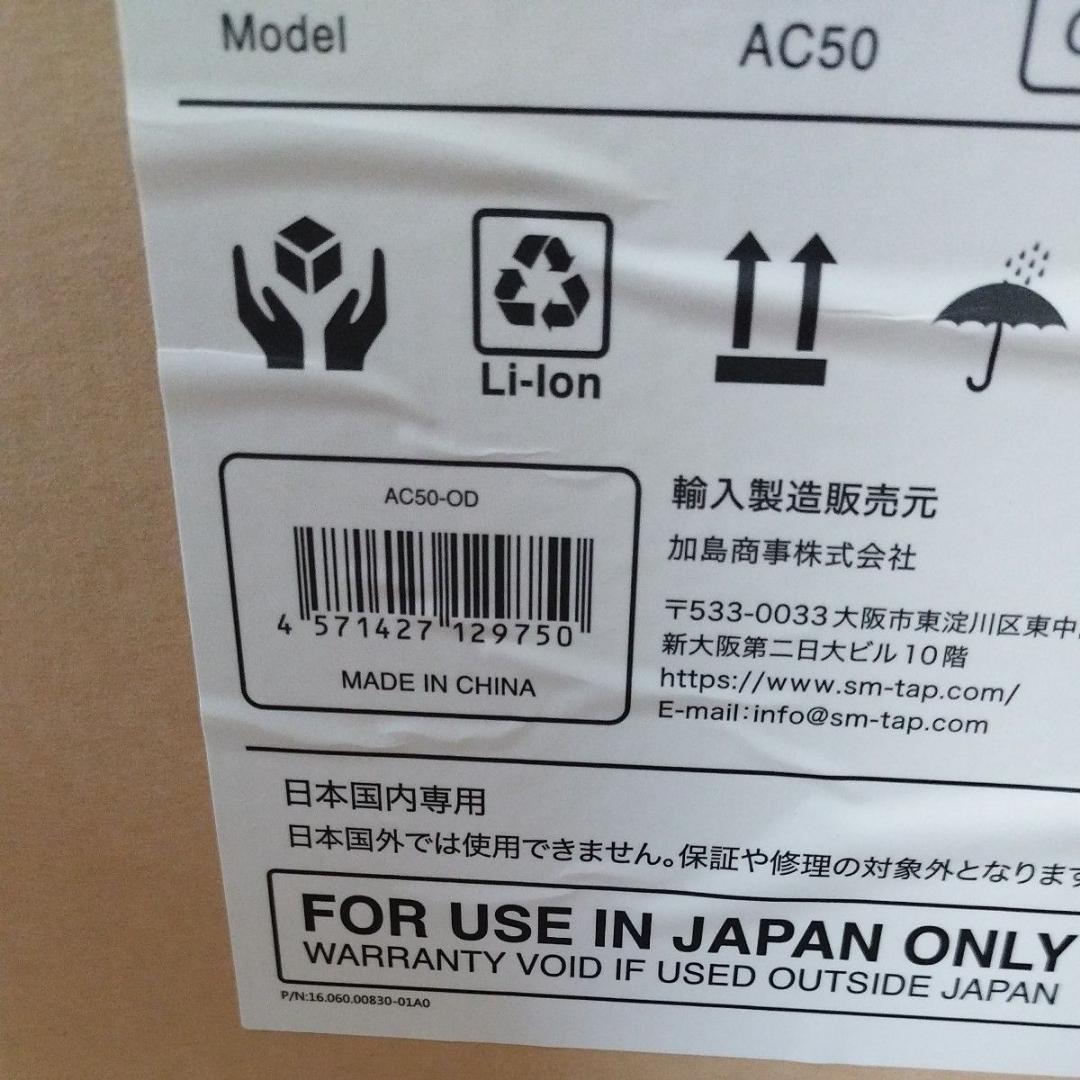 Model AC50
Li-Ion
AC50-OD
4 571427 129750
MADE IN CHINA
輸入製造販売元
加島商事株式会社
〒533-0033大阪市東淀川区東中
新大阪第二日大ビル10階
https://www.sm-tap.com/
E-mail:info@sm-tap.com
日本国内専用
日本国外では使用できません。保証や修理の対象外となります
FOR USE IN JAPAN ONLY
WARRANTY VOID IF USED OUTSIDE JAPAN
P/N:16.060.00830-01A0